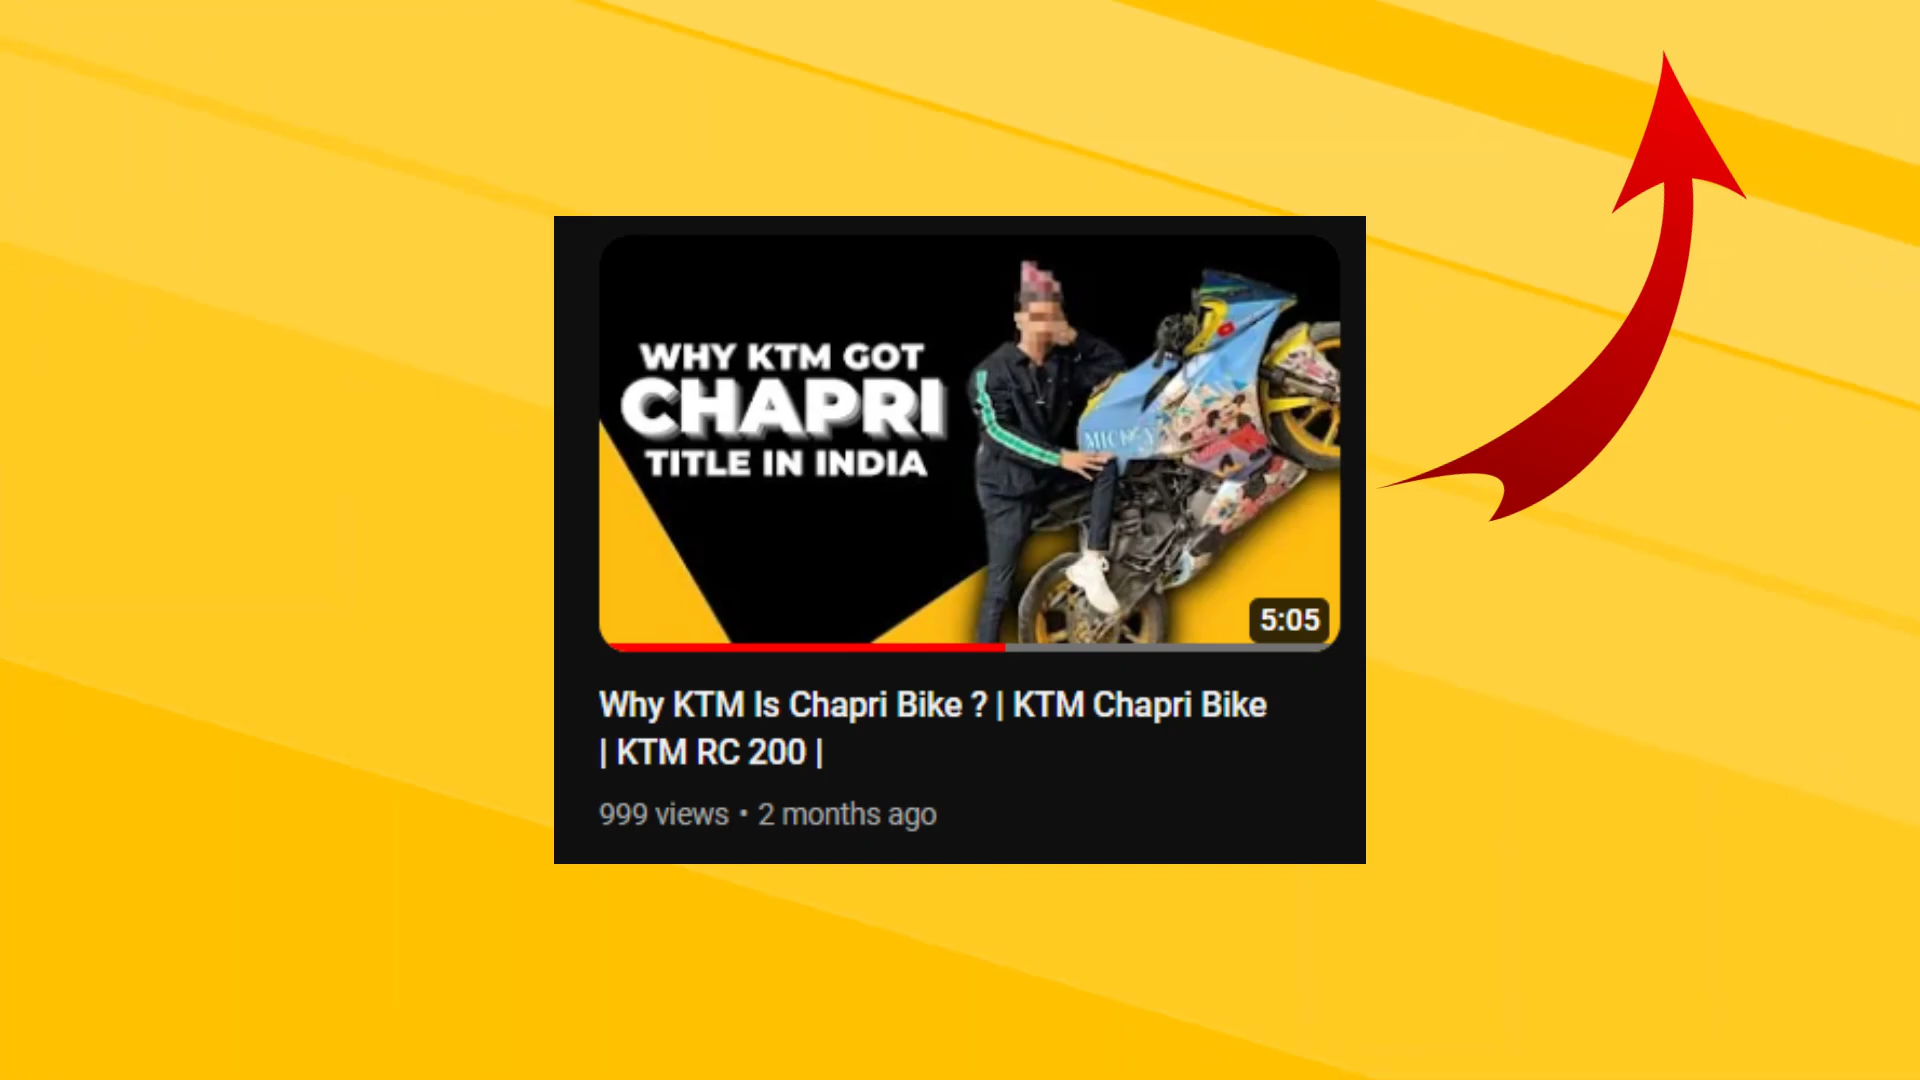 WHY KTM GOT
CHAPRI
TITLE IN INDIA
MICKEY
5:05
Why KTM Is Chapri Bike ? | KTM Chapri Bike
| KTM RC 200 |
999 views • 2 months ago